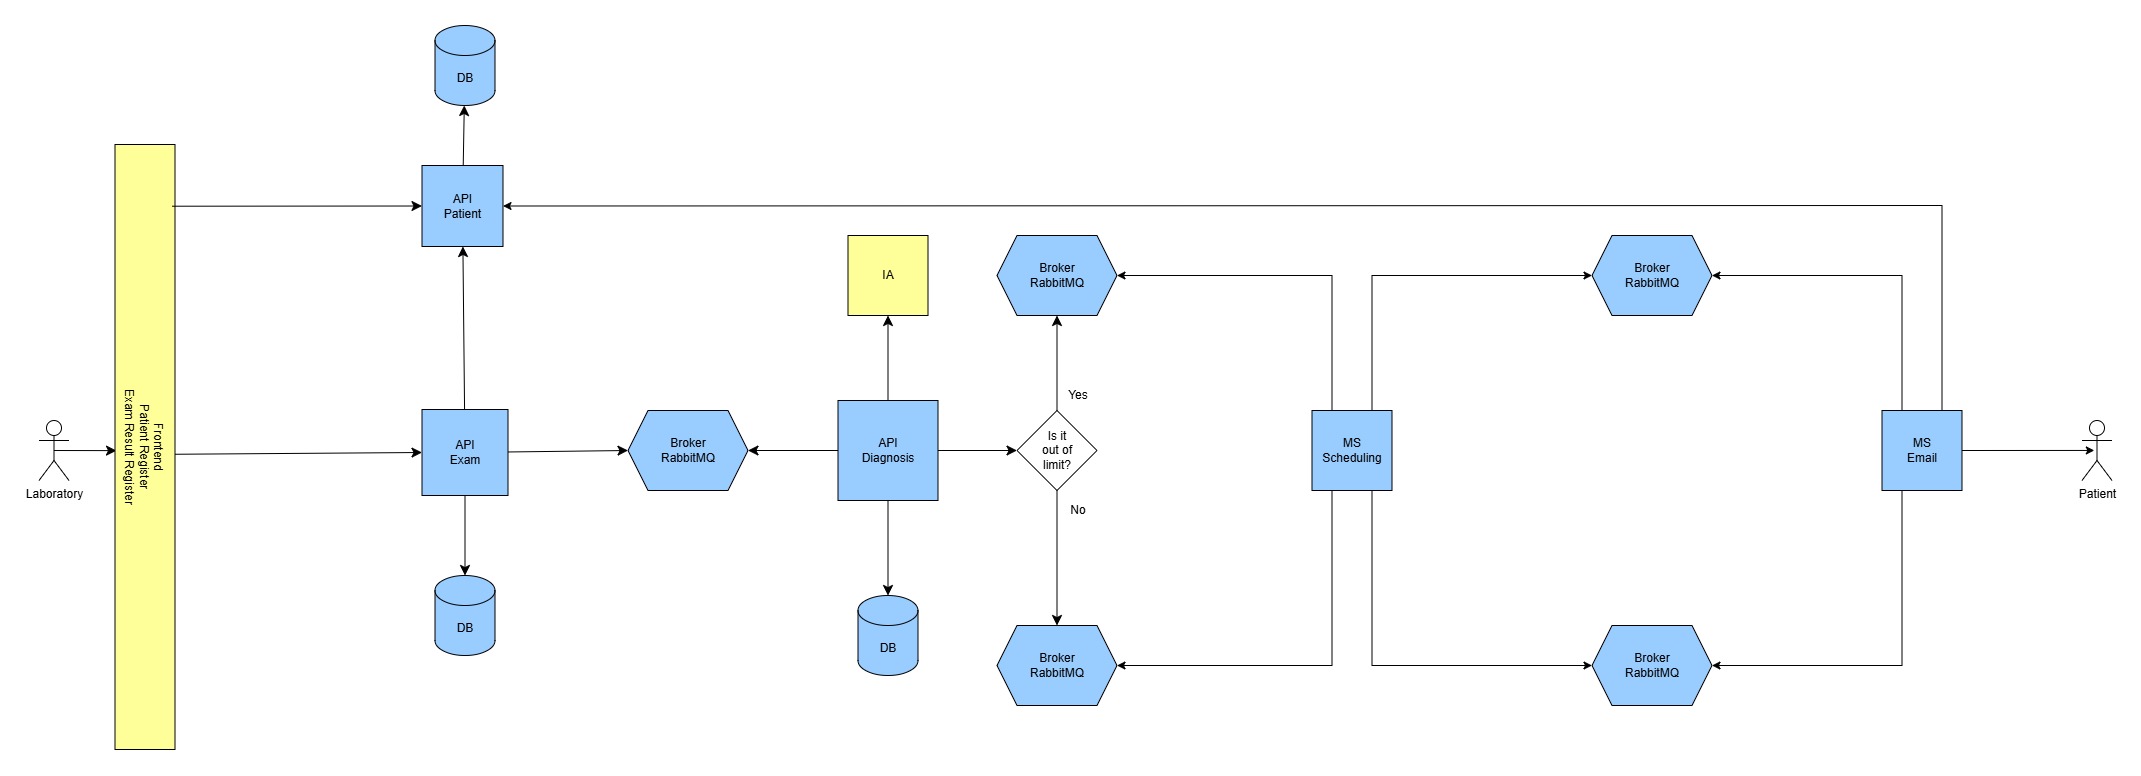 DB
API
Patient
IA
Broker
RabbitMQ
Broker
RabbitMQ
Yes
Frontend
Patient Register
Exam Result Register
Laboratory
API
Exam
Broker
RabbitMQ
API
Diagnosis
Is it
out of
limit?
MS
Scheduling
MS
Email
Patient
No
DB
DB
Broker
RabbitMQ
Broker
RabbitMQ